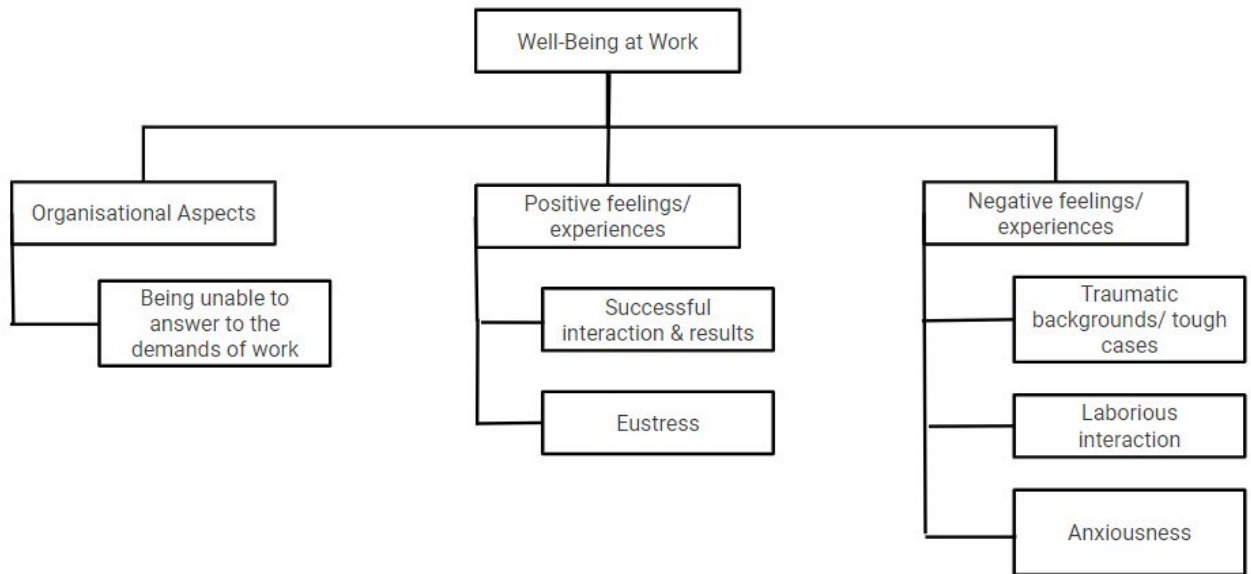 Well-Being at Work
Organisational Aspects
Being unable to
answer to the
demands of work
Positive feelings/
experiences
Successful
interaction & results
Eustress
Negative feelings/
experiences
Traumatic
backgrounds/ tough
cases
Laborious
interaction
Anxiousness